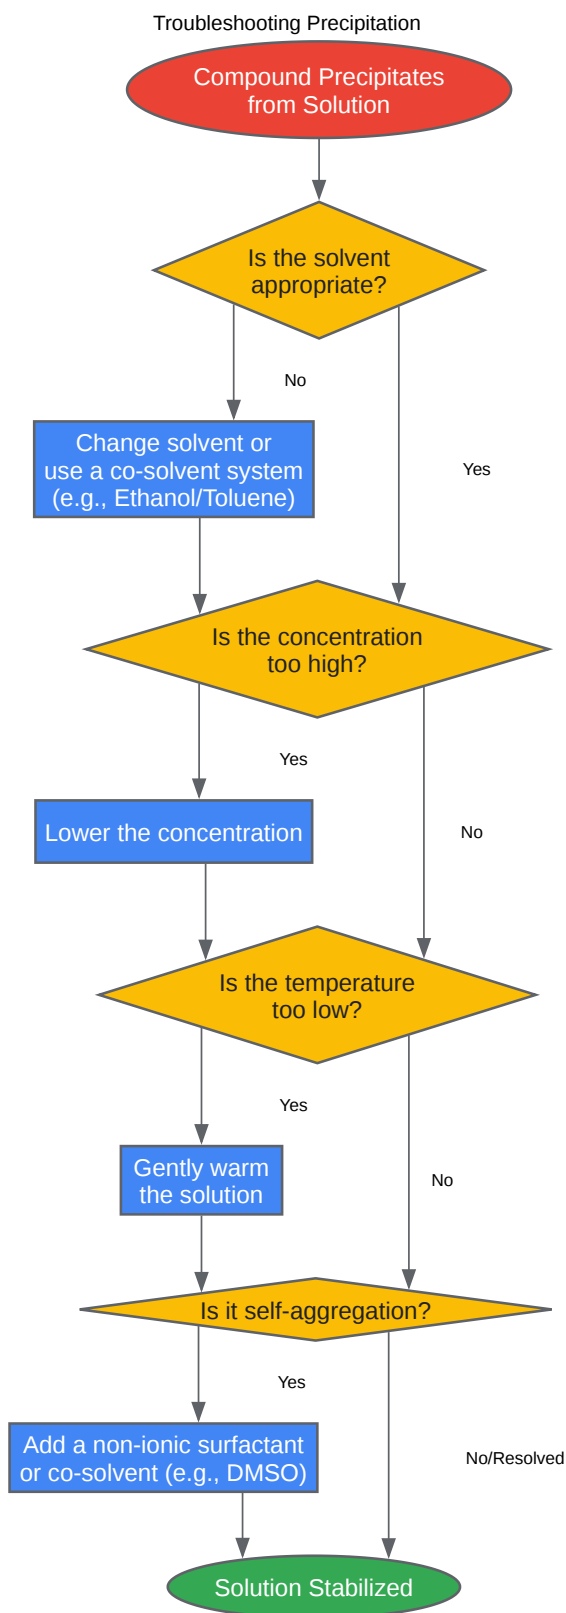 Troubleshooting Precipitation
Compound Precipitates
from Solution
Is the solvent
appropriate?
No
Change solvent or
use a co-solvent system
(e.g., Ethanol/Toluene)
Yes
Is the concentration
too high?
Yes
Lower the concentration
No
Is the temperature
too low?
Yes
Gently warm
the solution
No
Is it self-aggregation?
Yes
Add a non-ionic surfactant
or co-solvent (e.g., DMSO)
No/Resolved
Solution Stabilized